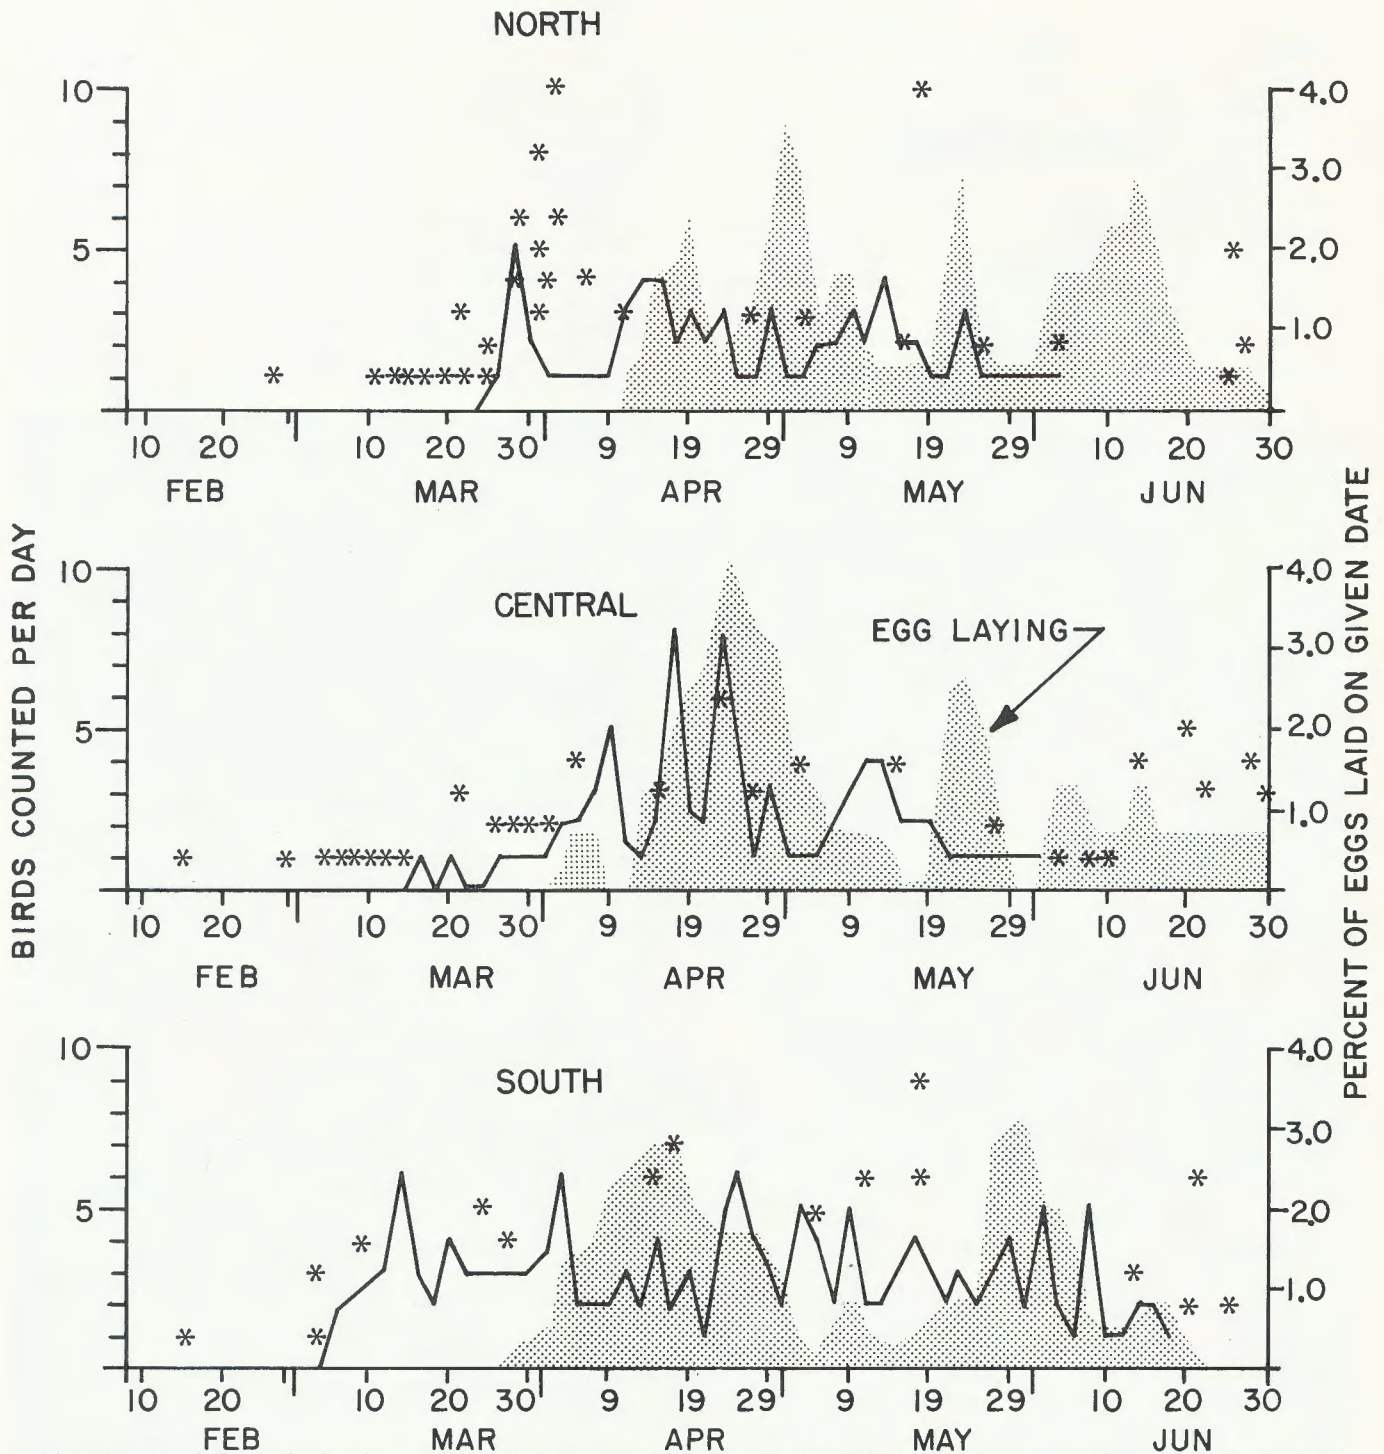 NORTH
10 4.0
3.0
5 2.0
1.0
10 20 10 20 30 9 19 29 9 19 29 10 20 30
FEB MAR APR MAY JUN
BIRDS COUNTED PER DAY
PERCENT OF EGGS LAID ON GIVEN DATE
10 4.0
CENTRAL
EGG LAYING
3.0
5 2.0
1.0
10 20 10 20 30 9 19 29 9 19 29 10 20 30
FEB MAR APR MAY JUN
10 4.0
SOUTH
3.0
5 2.0
1.0
10 20 10 20 30 9 19 29 9 19 29 10 20 30
FEB MAR APR MAY JUN